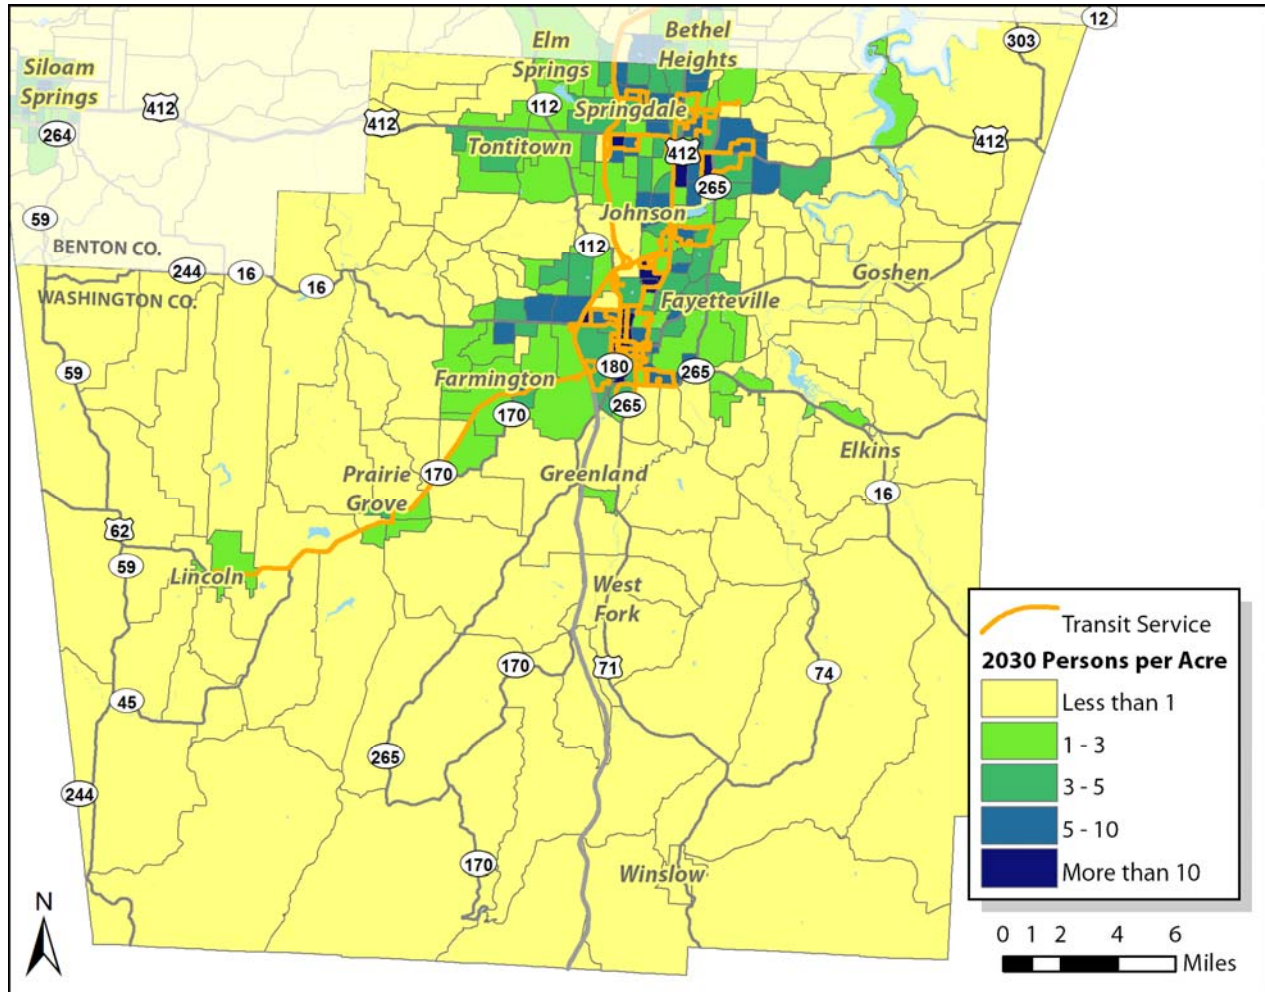 12
303
Elm
Springs
Bethel
Heights
Siloam
Springs
412
264
412
112
Springdale
412
Tontitown
412
265
59
Johnson
BENTON CO.
112
244
16
16
Goshen
WASHINGTON CO.
Fayetteville
59
180
265
Farmington
265
170
Elkins
Prairie
Grove
170
Greenland
16
62
59
Lincoln
West
Fork
170
71
74
45
265
244
170
Winslow
Transit Service
2030 Persons per Acre
Less than 1
1 - 3
3 - 5
5 - 10
More than 10
N
0 1 2 4 6
Miles